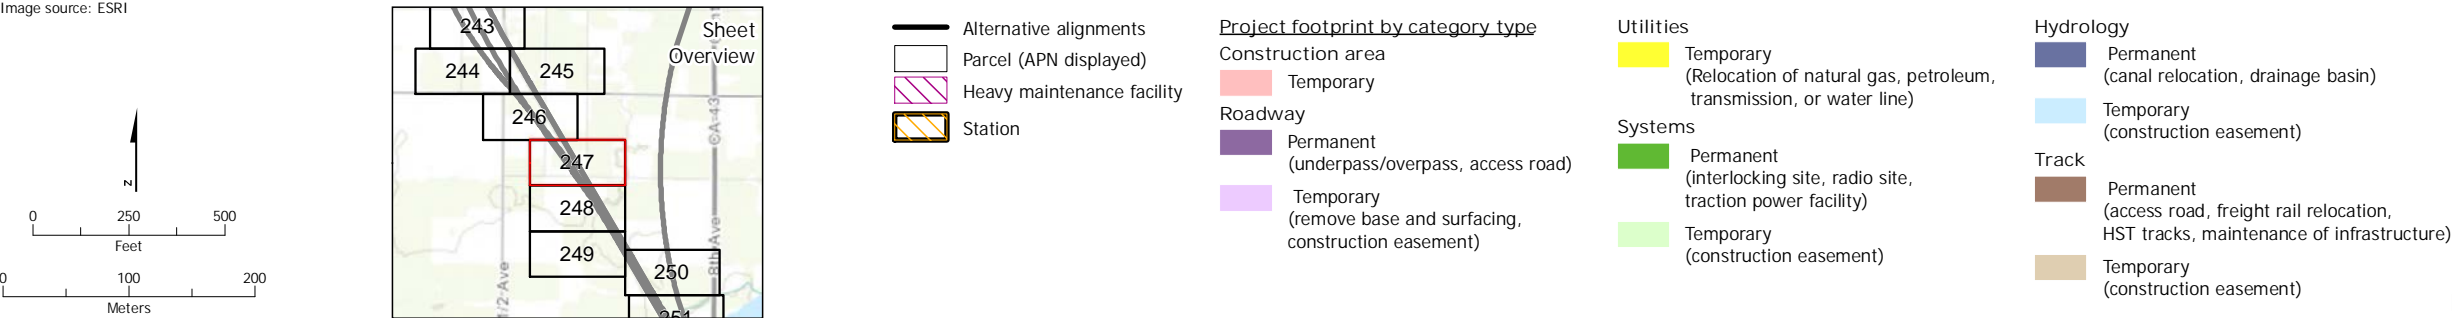 Image source: ESRI
N
0 250 500
Feet
0 100 200
Meters
Sheet
Overview
243
244 245
246
247
248
249
250
251
1/2 Ave
CA-43
8th Ave
Alternative alignments
Parcel (APN displayed)
Heavy maintenance facility
Station
Project footprint by category type
Construction area
Temporary
Roadway
Permanent
(underpass/overpass, access road)
Temporary
(remove base and surfacing,
construction easement)
Utilities
Temporary
(Relocation of natural gas, petroleum,
transmission, or water line)
Systems
Permanent
(interlocking site, radio site,
traction power facility)
Temporary
(construction easement)
Hydrology
Permanent
(canal relocation, drainage basin)
Temporary
(construction easement)
Track
Permanent
(access road, freight rail relocation,
HST tracks, maintenance of infrastructure)
Temporary
(construction easement)